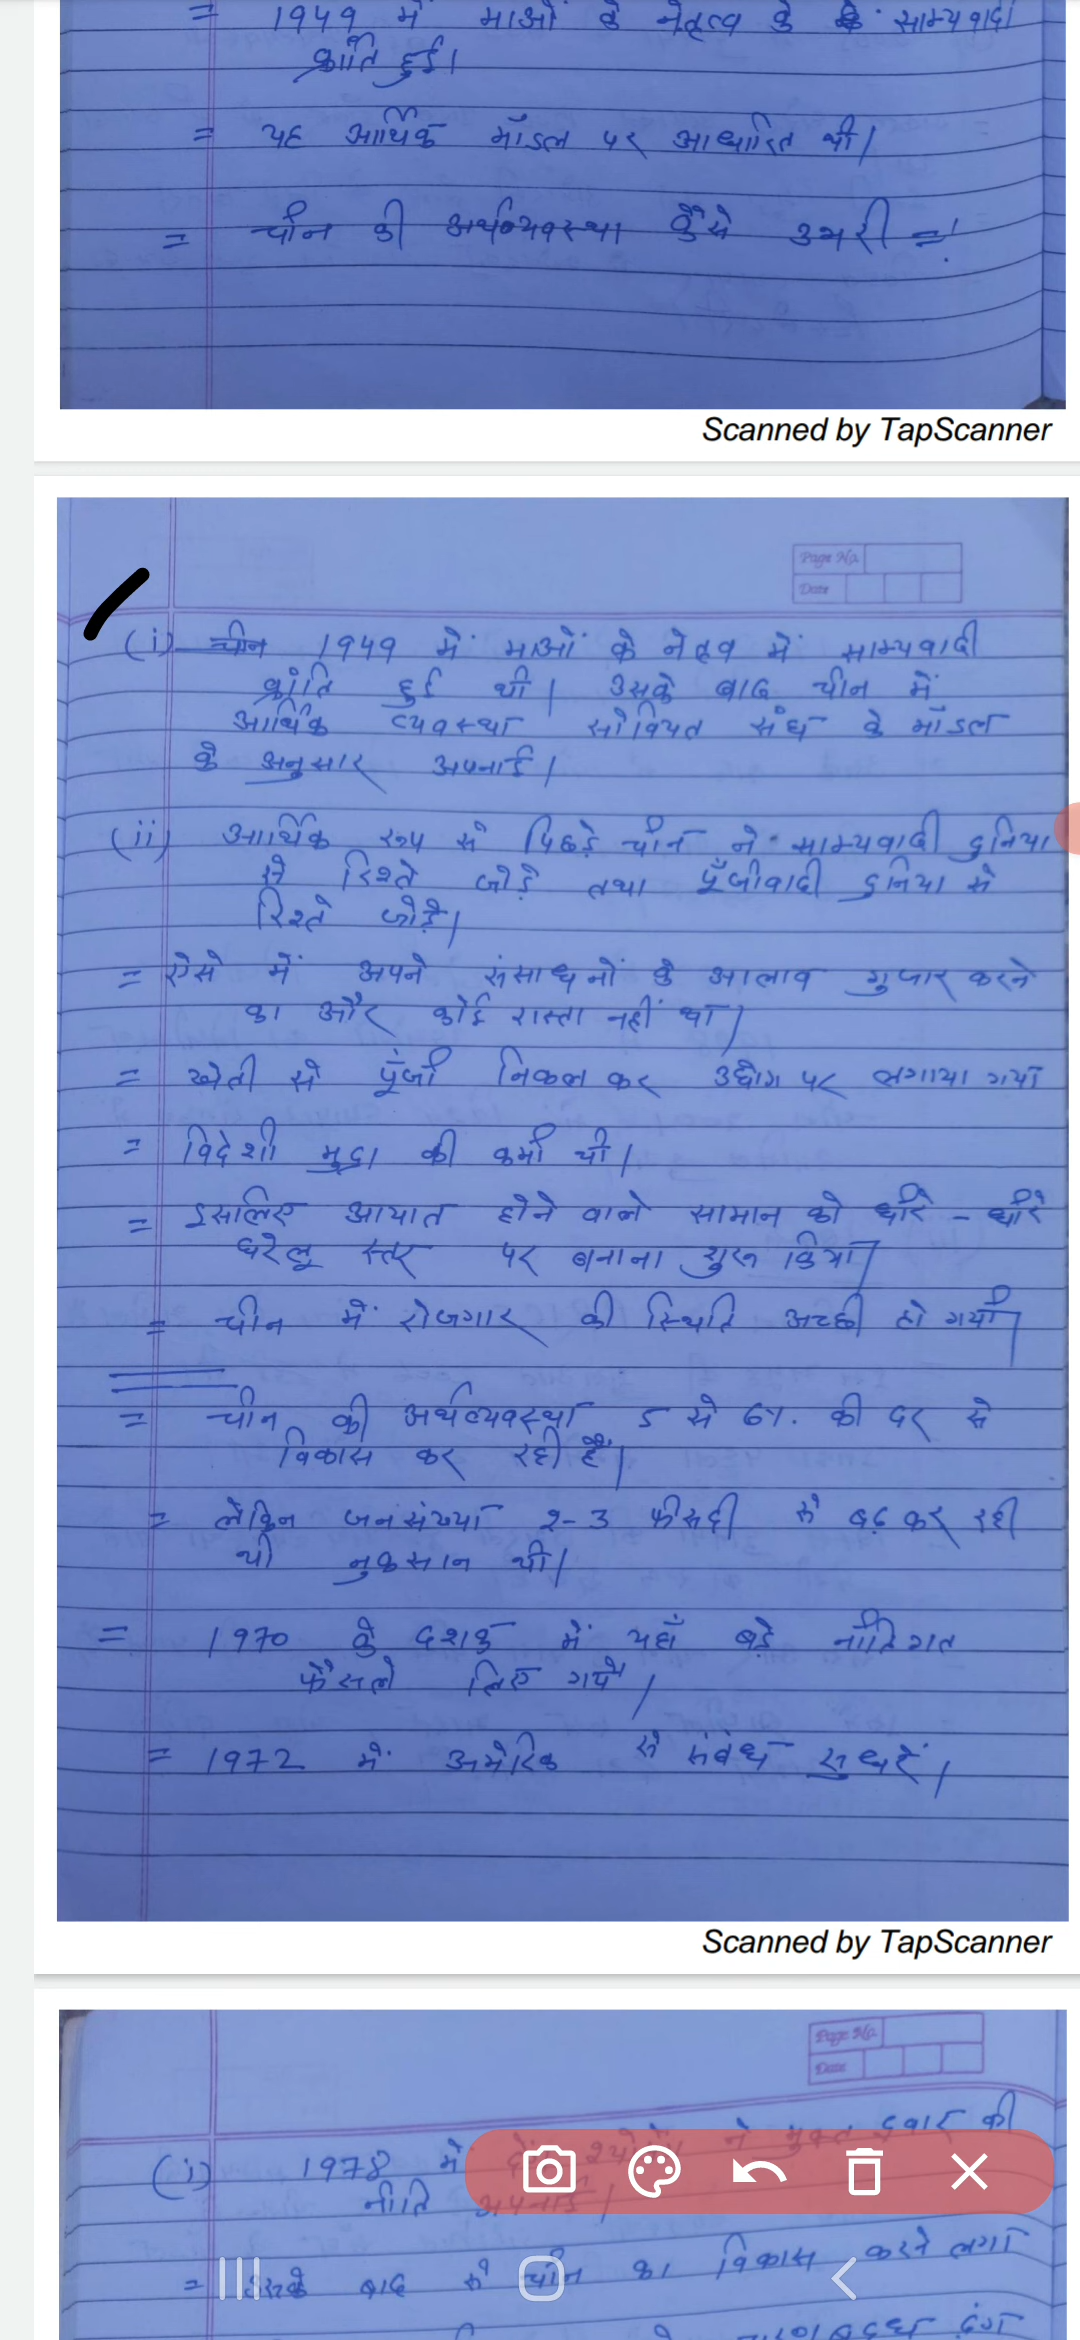 = 1949 में माओं के नेतृत्व के के साम्यवादी
क्रांति हुई।
= यह आर्थिक मॉडल पर आधारित थी।
= चीन की अर्थव्यवस्था कैसे उभरी =!
Scanned by TapScanner
Page No.
Date
(i) चीन 1949 में माओं के नेतृव में साम्यवादी
क्रांति हुई थी। उसके बाद चीन में
आर्थिक व्यवस्था सोवियत संघ के मॉडल
के अनुसार अपनाई।
(ii) आर्थिक रूप से पिछड़े चीन ने साम्यवादी दुनिया
से रिश्ते जोड़े तथा पूँजीवादी दुनिया से
रिश्ते जोड़े।
= ऐसे में अपने संसाधनों के आलाव गुजार करने
का और कोई रास्ता नहीं था।
= खेती से पूँजी निकल कर उद्योग पर लगाया गया
= विदेशी मुद्रा की कमी थी।
= इसलिए आयात होने वाले सामान को धीरे - धीरे
घरेलू स्तर पर बनाना शुरू किया।
= चीन में रोजगार की स्थिति अच्छी हो गयी।
= चीन की अर्थव्यवस्था 5 से 6%. की दर से
विकास कर रही है।
= लेकिन जनसंख्या 2-3 फीसदी से बढ़ कर रही
थी नुकसान थी।
= 1970 के दशक में यहाँ बड़े नीतिगत
फैसले लिए गये।
= 1972 में अमेरिक से संबंध सुधरें।
Scanned by TapScanner
Page No.
Date
(i) 1978 में ने मुक्त द्वार की
नीति अपनाई।
= इसके बाद से चीन का विकास करने लगा